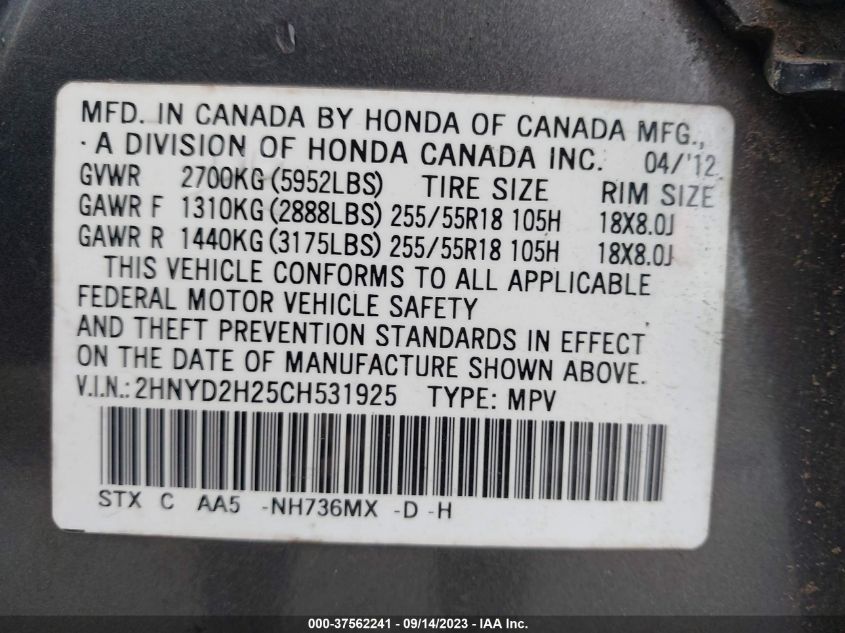 MFD. IN CANADA BY HONDA OF CANADA MFG.,
A DIVISION OF HONDA CANADA INC. 04/'12
GVWR 2700KG (5952LBS) TIRE SIZE RIM SIZE
GAWR F 1310KG (2888LBS) 255/55R18 105H 18X8.0J
GAWR R 1440KG (3175LBS) 255/55R18 105H 18X8.0J
THIS VEHICLE CONFORMS TO ALL APPLICABLE
FEDERAL MOTOR VEHICLE SAFETY
AND THEFT PREVENTION STANDARDS IN EFFECT
ON THE DATE OF MANUFACTURE SHOWN ABOVE.
V.I.N.: 2HNYD2H25CH531925 TYPE: MPV
STX C AA5 -NH736MX -D -H
000-37562241 - 09/14/2023 - IAA Inc.